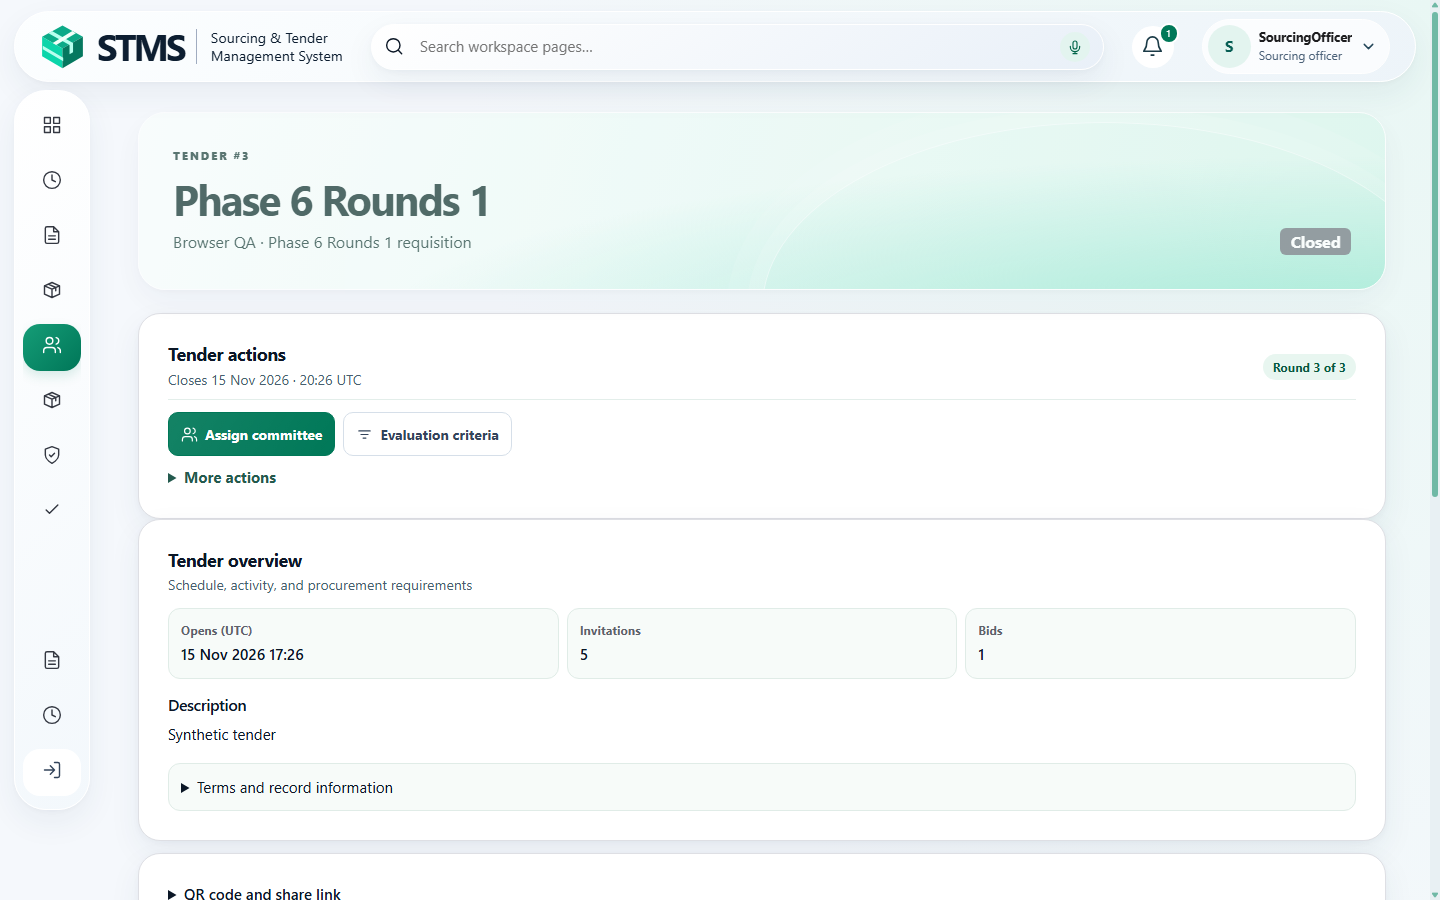 STMS
Sourcing & Tender
Management System
Search workspace pages...
1
S
SourcingOfficer
Sourcing officer
TENDER #3
Phase 6 Rounds 1
Browser QA · Phase 6 Rounds 1 requisition
Closed
Tender actions
Closes 15 Nov 2026 · 20:26 UTC
Round 3 of 3
Assign committee
Evaluation criteria
More actions
Tender overview
Schedule, activity, and procurement requirements
Opens (UTC)
15 Nov 2026 17:26
Invitations
5
Bids
1
Description
Synthetic tender
Terms and record information
QR code and share link